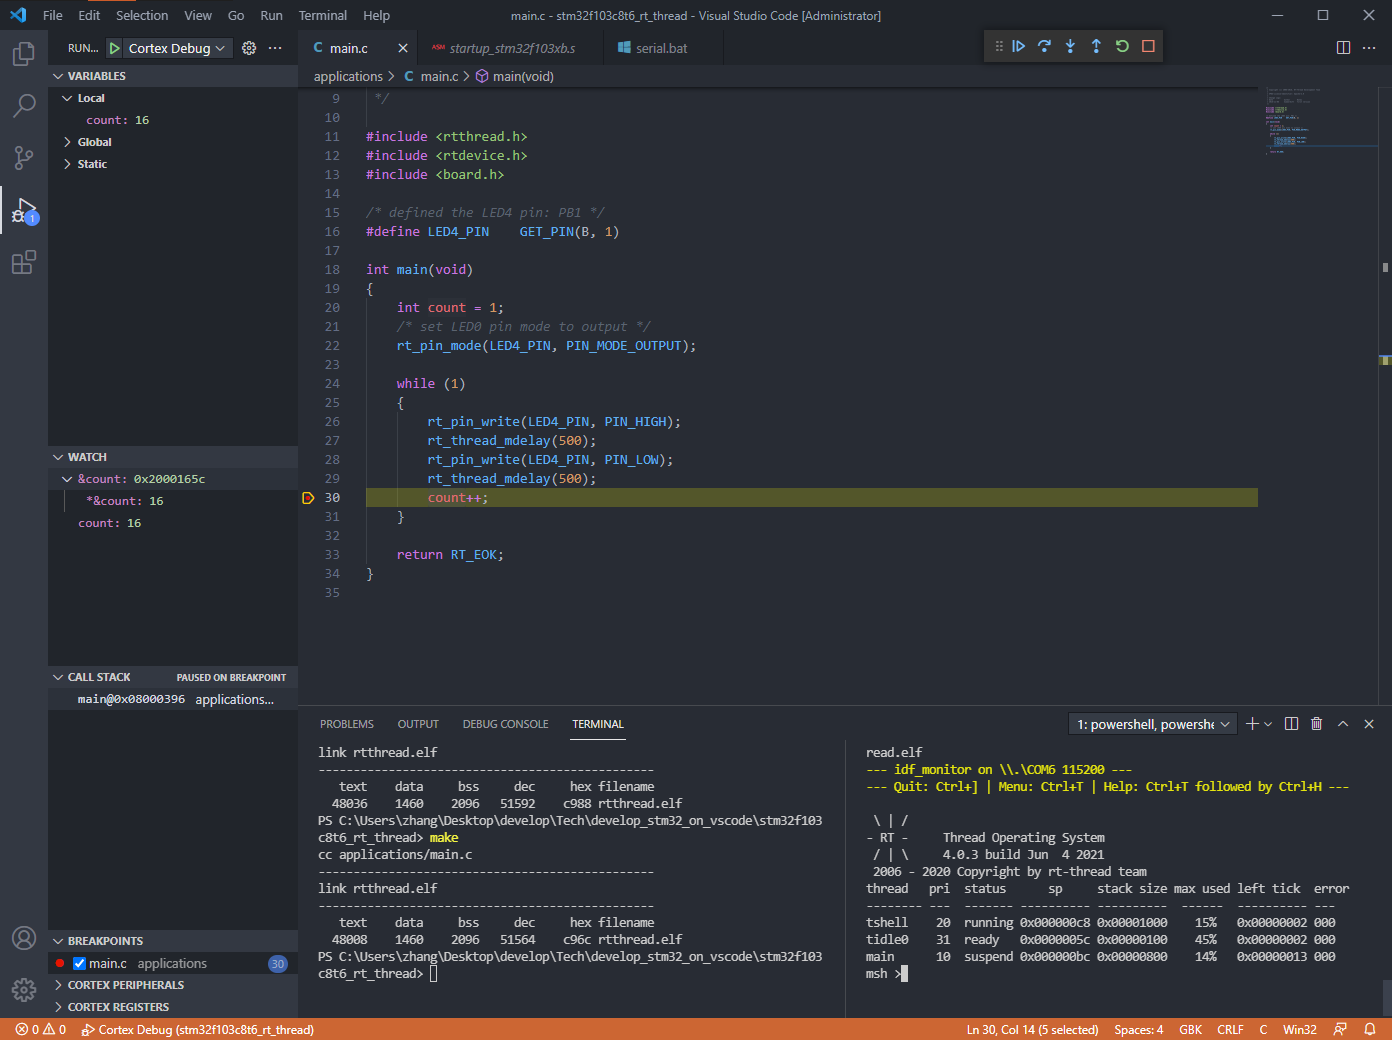 File Edit Selection View Go Run Terminal Help
main.c - stm32f103c8t6_rt_thread - Visual Studio Code [Administrator]
RUN... Cortex Debug
main.c
ASM startup_stm32f103xb.s
serial.bat
applications > C main.c > main(void)
VARIABLES
Local
count: 16
Global
Static
WATCH
&count: 0x2000165c
*&count: 16
count: 16
CALL STACK PAUSED ON BREAKPOINT
main@0x08000396 applications...
BREAKPOINTS
main.c applications 30
CORTEX PERIPHERALS
CORTEX REGISTERS
1
9 */
10
11 #include <rtthread.h>
12 #include <rtdevice.h>
13 #include <board.h>
14
15 /* defined the LED4 pin: PB1 */
16 #define LED4_PIN    GET_PIN(B, 1)
17
18 int main(void)
19 {
20     int count = 1;
21     /* set LED0 pin mode to output */
22     rt_pin_mode(LED4_PIN, PIN_MODE_OUTPUT);
23
24     while (1)
25     {
26         rt_pin_write(LED4_PIN, PIN_HIGH);
27         rt_thread_mdelay(500);
28         rt_pin_write(LED4_PIN, PIN_LOW);
29         rt_thread_mdelay(500);
30         count++;
31     }
32
33     return RT_EOK;
34 }
35
PROBLEMS OUTPUT DEBUG CONSOLE TERMINAL
1: powershell, powershe
link rtthread.elf
------------------------------------------------
   text    data     bss     dec     hex filename
  48036    1460    2096   51592    c988 rtthread.elf
PS C:\Users\zhang\Desktop\develop\Tech\develop_stm32_on_vscode\stm32f103
c8t6_rt_thread> make
cc applications/main.c
------------------------------------------------
link rtthread.elf
------------------------------------------------
   text    data     bss     dec     hex filename
  48008    1460    2096   51564    c96c rtthread.elf
PS C:\Users\zhang\Desktop\develop\Tech\develop_stm32_on_vscode\stm32f103
c8t6_rt_thread>
read.elf
--- idf_monitor on \\.\COM6 115200 ---
--- Quit: Ctrl+] | Menu: Ctrl+T | Help: Ctrl+T followed by Ctrl+H ---
 \ | /
- RT -     Thread Operating System
 / | \     4.0.3 build Jun  4 2021
 2006 - 2020 Copyright by rt-thread team
thread   pri  status      sp     stack size max used left tick  error
-------- ---  ------- ---------- ----------  ------  ---------- ---
tshell    20  running 0x000000c8 0x00001000    15%   0x00000002 000
tidle0    31  ready   0x0000005c 0x00000100    45%   0x00000002 000
main      10  suspend 0x000000bc 0x00000800    14%   0x00000013 000
msh >
0 0 Cortex Debug (stm32f103c8t6_rt_thread)
Ln 30, Col 14 (5 selected) Spaces: 4 GBK CRLF C Win32